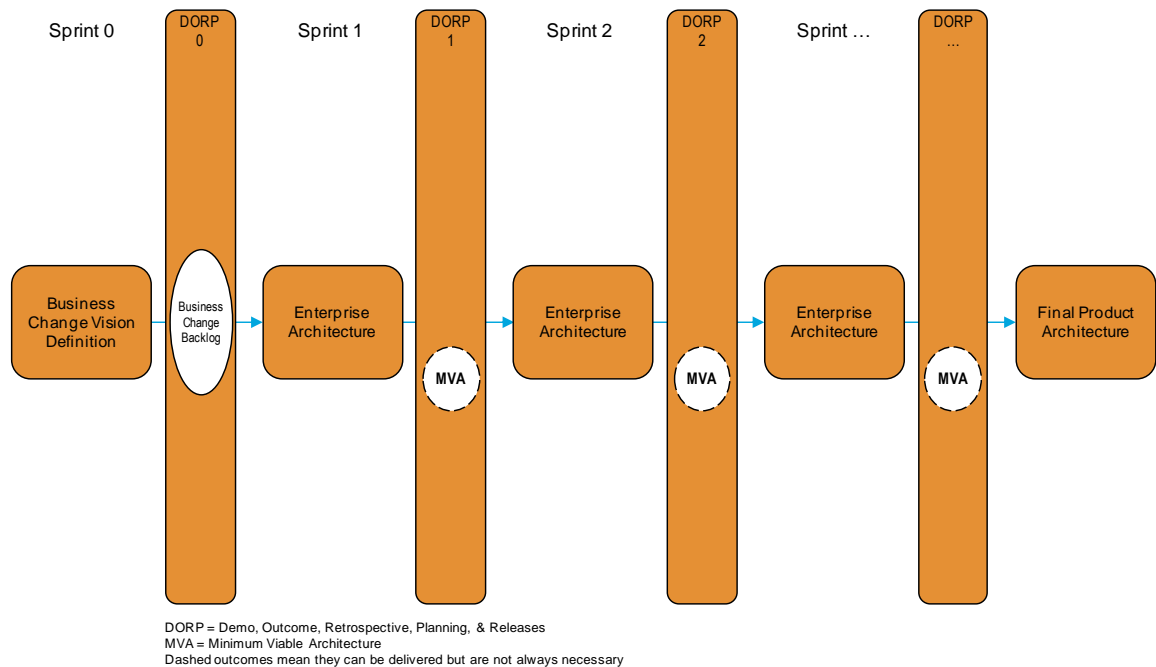 Sprint 0
DORP
0
Sprint 1
DORP
1
Sprint 2
DORP
2
Sprint …
DORP
…
Business
Change Vision
Definition
Business
Change
Backlog
Enterprise
Architecture
MVA
Enterprise
Architecture
MVA
Enterprise
Architecture
MVA
Final Product
Architecture
DORP = Demo, Outcome, Retrospective, Planning, & Releases
MVA = Minimum Viable Architecture
Dashed outcomes mean they can be delivered but are not always necessary